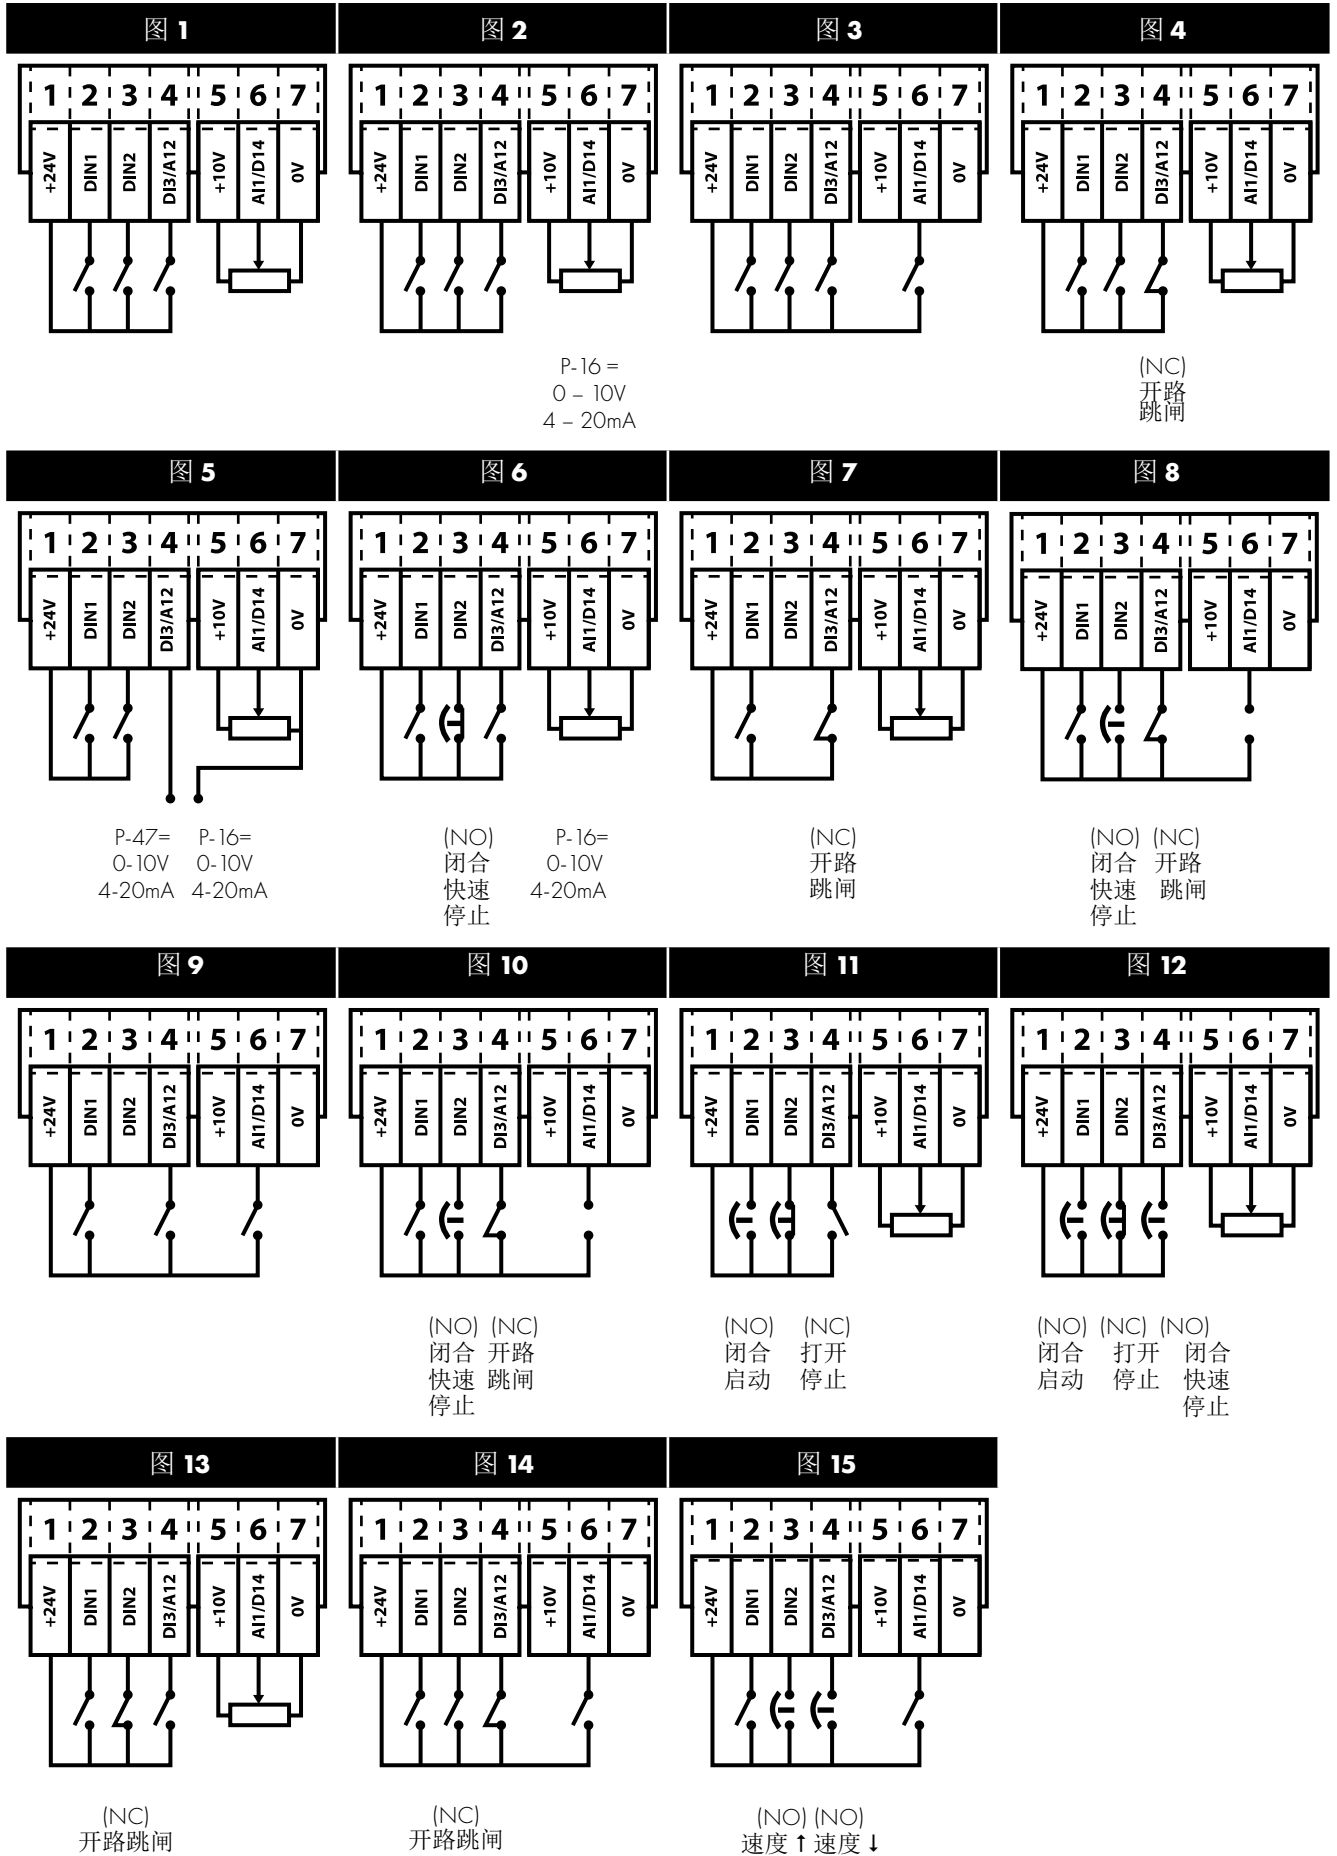 图 1
图 2
图 3
图 4
1 2 3 4 5 6 7
+24V DIN1 DIN2 DI3/A12 +10V AI1/D14 0V
1 2 3 4 5 6 7
+24V DIN1 DIN2 DI3/A12 +10V AI1/D14 0V
P-16 =
0 – 10V
4 – 20mA
1 2 3 4 5 6 7
+24V DIN1 DIN2 DI3/A12 +10V AI1/D14 0V
1 2 3 4 5 6 7
+24V DIN1 DIN2 DI3/A12 +10V AI1/D14 0V
(NC)
开路
跳闸
图 5
图 6
图 7
图 8
1 2 3 4 5 6 7
+24V DIN1 DIN2 DI3/A12 +10V AI1/D14 0V
P-47= P-16=
0-10V 0-10V
4-20mA 4-20mA
1 2 3 4 5 6 7
+24V DIN1 DIN2 DI3/A12 +10V AI1/D14 0V
(NO)
闭合
快速
停止
P-16=
0-10V
4-20mA
1 2 3 4 5 6 7
+24V DIN1 DIN2 DI3/A12 +10V AI1/D14 0V
(NC)
开路
跳闸
1 2 3 4 5 6 7
+24V DIN1 DIN2 DI3/A12 +10V AI1/D14 0V
(NO) (NC)
闭合 开路
快速 跳闸
停止
图 9
图 10
图 11
图 12
1 2 3 4 5 6 7
+24V DIN1 DIN2 DI3/A12 +10V AI1/D14 0V
1 2 3 4 5 6 7
+24V DIN1 DIN2 DI3/A12 +10V AI1/D14 0V
(NO) (NC)
闭合 开路
快速 跳闸
停止
1 2 3 4 5 6 7
+24V DIN1 DIN2 DI3/A12 +10V AI1/D14 0V
(NO) (NC)
闭合 打开
启动 停止
1 2 3 4 5 6 7
+24V DIN1 DIN2 DI3/A12 +10V AI1/D14 0V
(NO) (NC) (NO)
闭合 打开 闭合
启动 停止 快速
停止
图 13
图 14
图 15
1 2 3 4 5 6 7
+24V DIN1 DIN2 DI3/A12 +10V AI1/D14 0V
(NC)
开路跳闸
1 2 3 4 5 6 7
+24V DIN1 DIN2 DI3/A12 +10V AI1/D14 0V
(NC)
开路跳闸
1 2 3 4 5 6 7
+24V DIN1 DIN2 DI3/A12 +10V AI1/D14 0V
(NO) (NO)
速度 ↑ 速度 ↓